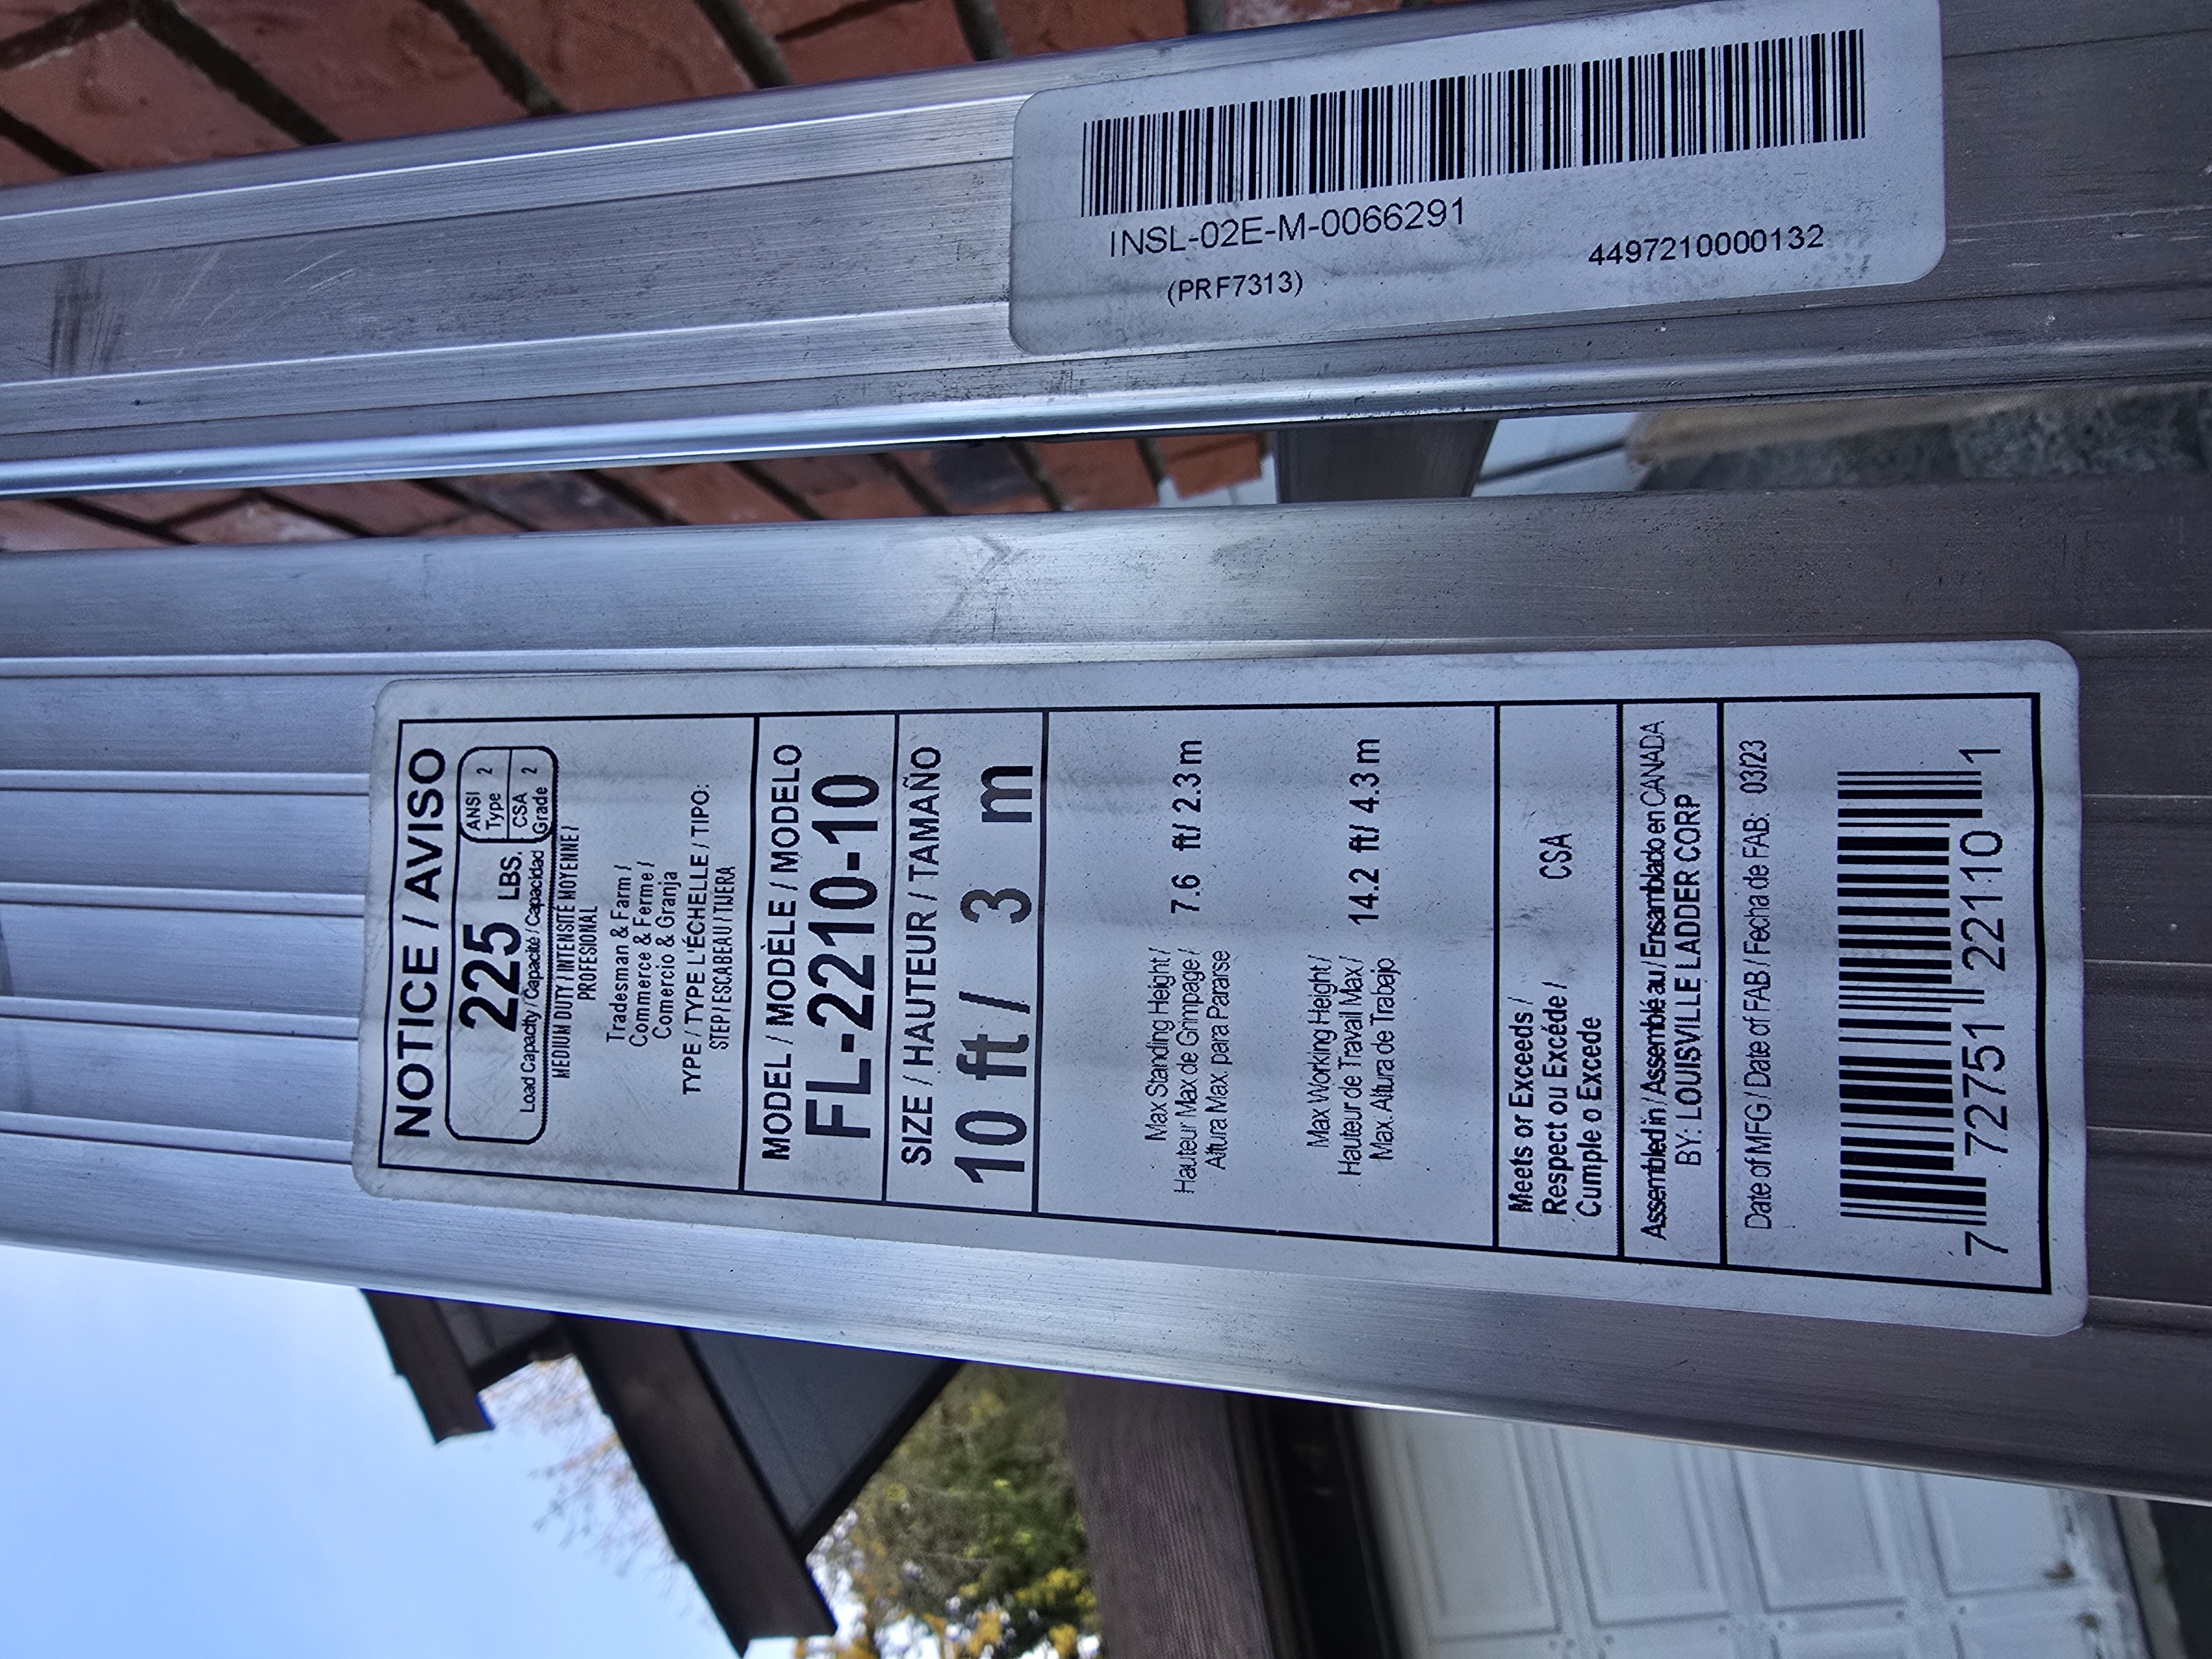 NOTICE / AVISO
225 LBS.
Load Capacity / Capacité / Capacidad
ANSI
Type 2
CSA
Grade 2
MEDIUM DUTY / INTENSITÉ MOYENNE /
PROFESIONAL
Tradesman & Farm /
Commerce & Ferme /
Comercio & Granja
TYPE / TYPE L'ÉCHELLE / TIPO:
STEP / ESCABEAU / TIJERA
MODEL / MODÈLE / MODELO
FL-2210-10
SIZE / HAUTEUR / TAMAÑO
10 ft / 3 m
Max Standing Height /
Hauteur Max de Grimpage /
Altura Max. para Pararse
7.6 ft/ 2.3 m
Max Working Height /
Hauteur de Travail Max /
Max. Altura de Trabajo
14.2 ft/ 4.3 m
Meets or Exceeds /
Respect ou Excéde /
Cumple o Excede
CSA
Assembled in / Assemblé au / Ensamblado en CANADA
BY: LOUISVILLE LADDER CORP
Date of MFG / Date of FAB / Fecha de FAB: 03/23
7 72751 22110 1
INSL-02E-M-0066291
(PRF7313)
4497210000132